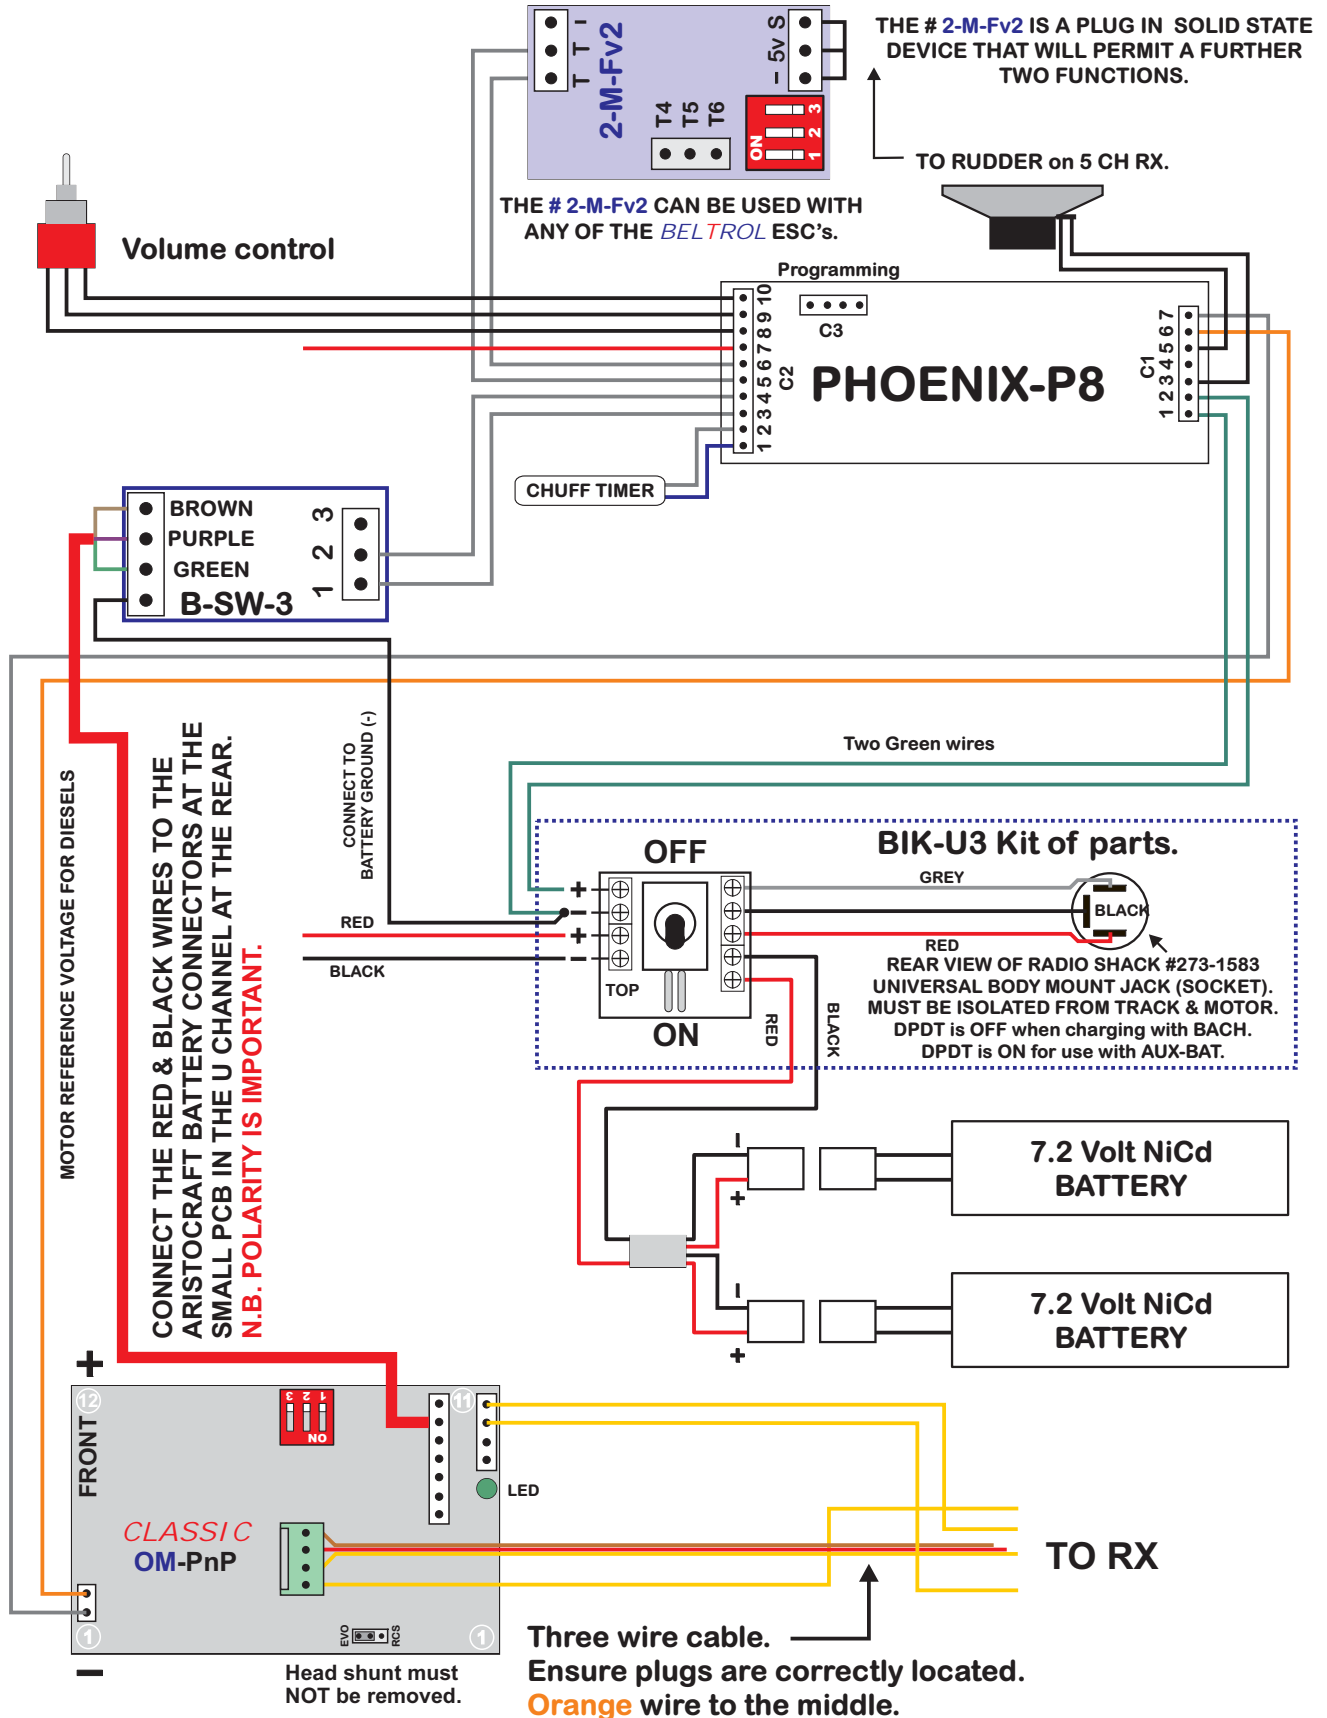 THE # 2-M-Fv2 IS A PLUG IN SOLID STATE
DEVICE THAT WILL PERMIT A FURTHER
TWO FUNCTIONS.
T T I
2-M-Fv2
– 5v S
T4
T5
T6
ON
1 2 3
TO RUDDER on 5 CH RX.
THE # 2-M-Fv2 CAN BE USED WITH
ANY OF THE BELTROL ESC's.
Volume control
Programming
C3
PHOENIX-P8
1 2 3 4 5 6 7 8 9 10
C2
C1
1 2 3 4 5 6 7
CHUFF TIMER
BROWN
PURPLE
GREEN
B-SW-3
1 2 3
MOTOR REFERENCE VOLTAGE FOR DIESELS
CONNECT THE RED & BLACK WIRES TO THE
ARISTOCRAFT BATTERY CONNECTORS AT THE
SMALL PCB IN THE U CHANNEL AT THE REAR.
N.B. POLARITY IS IMPORTANT.
CONNECT TO
BATTERY GROUND (-)
Two Green wires
BIK-U3 Kit of parts.
OFF
+
–
+
–
TOP
ON
RED
BLACK
GREY
BLACK
RED
REAR VIEW OF RADIO SHACK #273-1583
UNIVERSAL BODY MOUNT JACK (SOCKET).
MUST BE ISOLATED FROM TRACK & MOTOR.
DPDT is OFF when charging with BACH.
DPDT is ON for use with AUX-BAT.
RED
BLACK
–
+
7.2 Volt NiCd
BATTERY
–
+
7.2 Volt NiCd
BATTERY
+
12
FRONT
1 2 3
ON
11
LED
CLASSIC
OM-PnP
1
EVO
RCS
1
–
Head shunt must
NOT be removed.
TO RX
Three wire cable.
Ensure plugs are correctly located.
Orange wire to the middle.